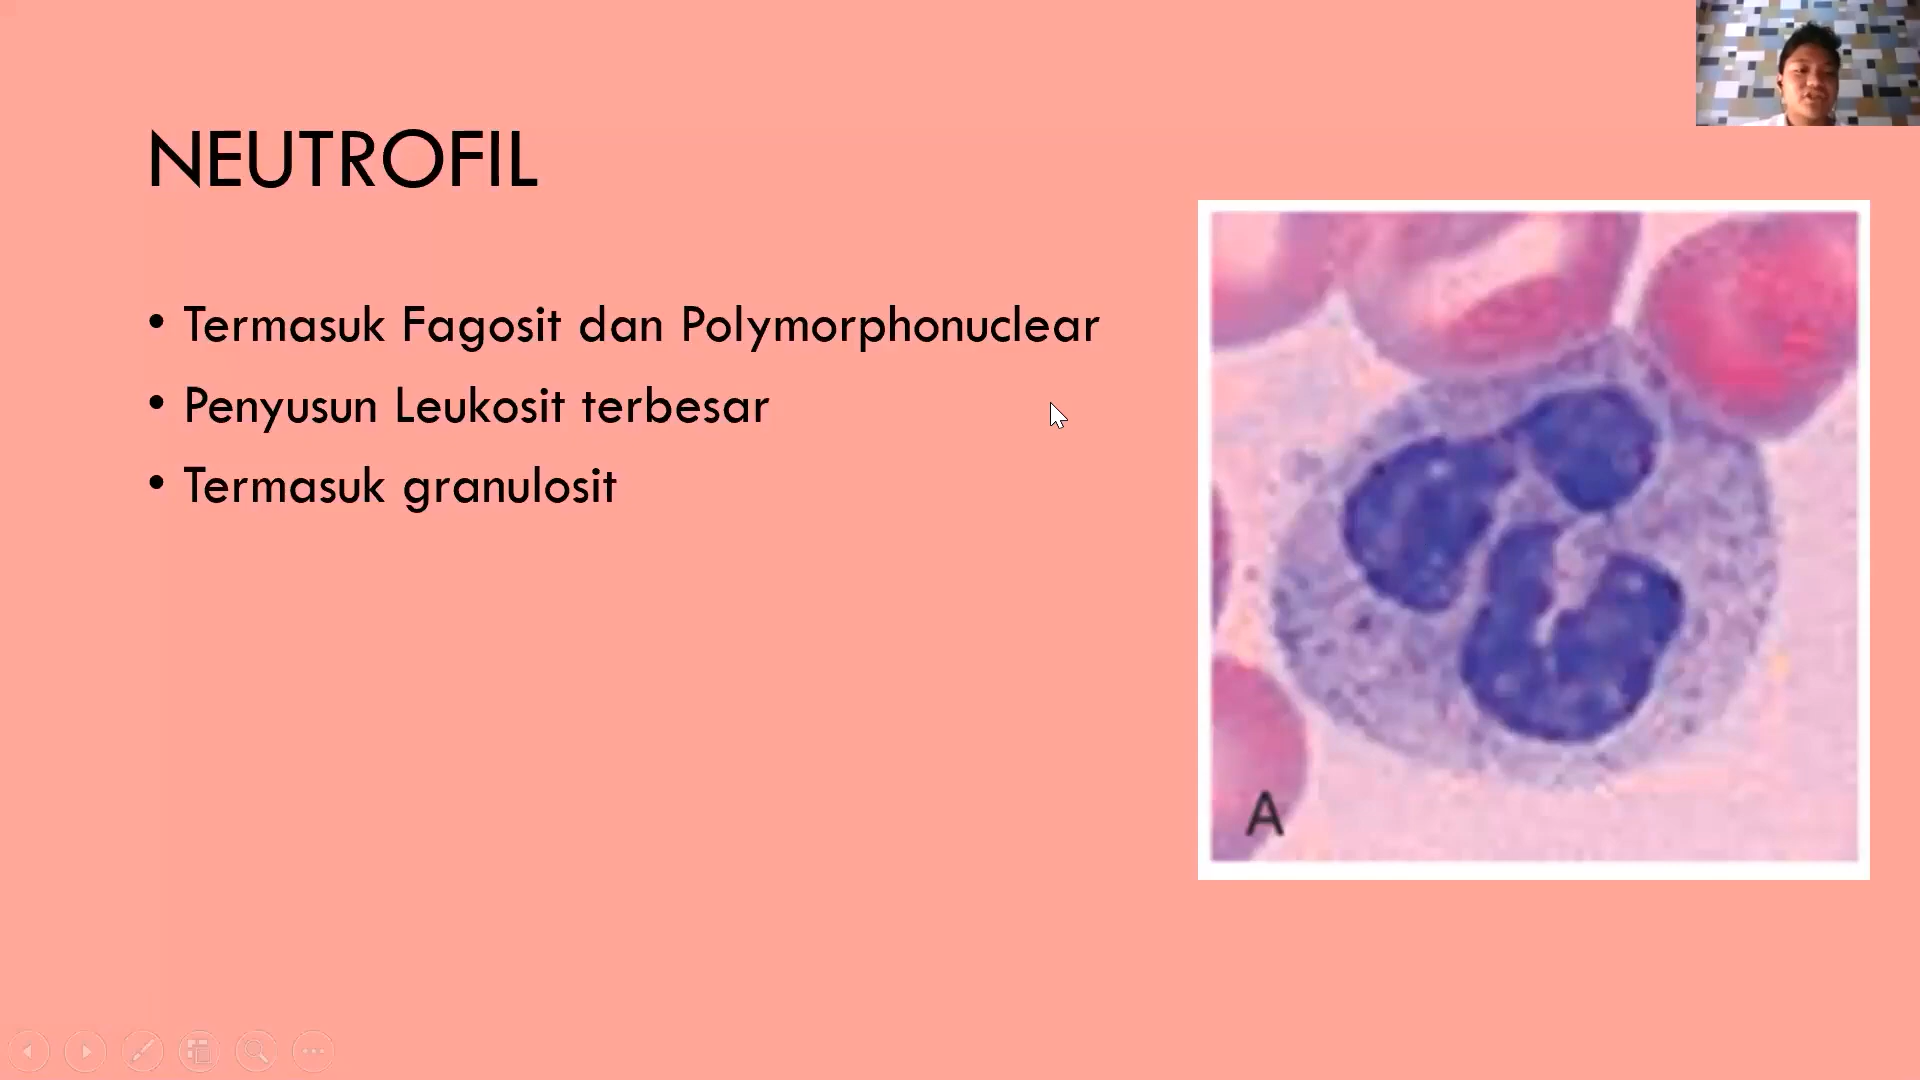 NEUTROFIL
• Termasuk Fagosit dan Polymorphonuclear
• Penyusun Leukosit terbesar
• Termasuk granulosit
A